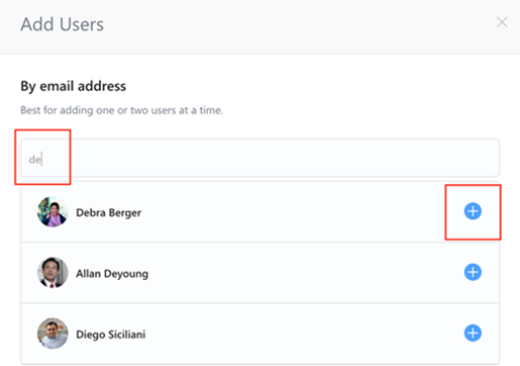 Add Users
By email address
Best for adding one or two users at a time.
de
Debra Berger
Allan Deyoung
Diego Siciliani